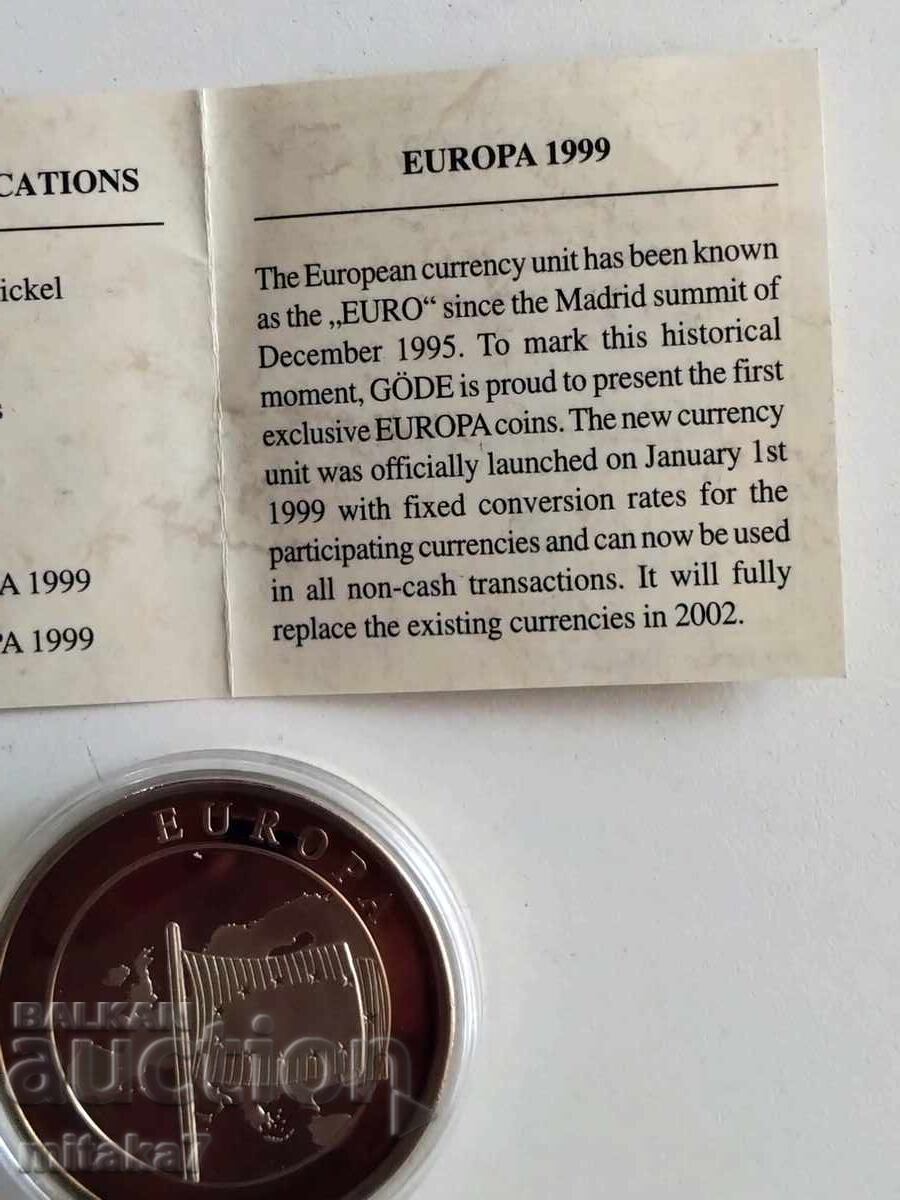 CATIONS
ickel
s
A 1999
PA 1999
EUROPA 1999
The European currency unit has been known
as the „EURO“ since the Madrid summit of
December 1995. To mark this historical
moment, GÖDE is proud to present the first
exclusive EUROPA coins. The new currency
unit was officially launched on January 1st
1999 with fixed conversion rates for the
participating currencies and can now be used
in all non-cash transactions. It will fully
replace the existing currencies in 2002.
EUROPA
BALKAN
auction
mitaka7